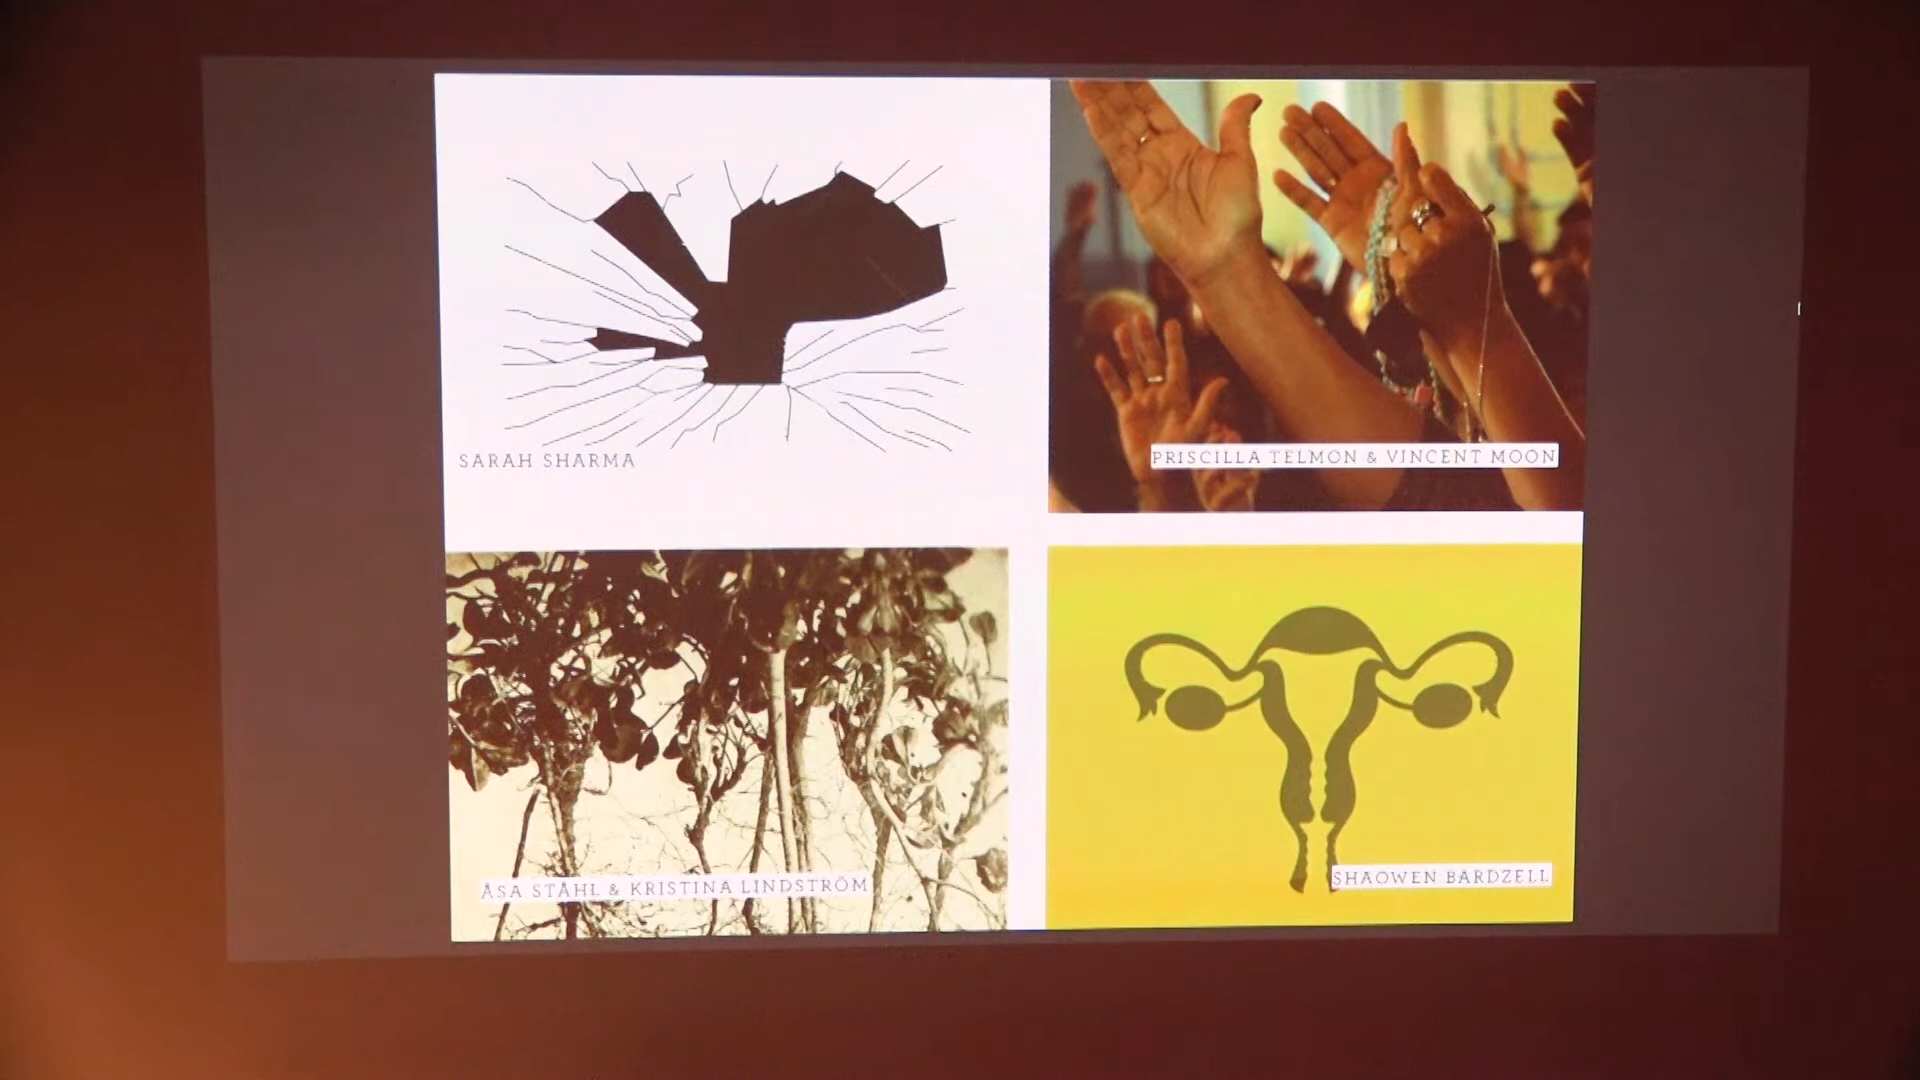 SARAH SHARMA
PRISCILLA TELMON & VINCENT MOON
ÅSA STÅHL & KRISTINA LINDSTRÖM
SHAOWEN BARDZELL